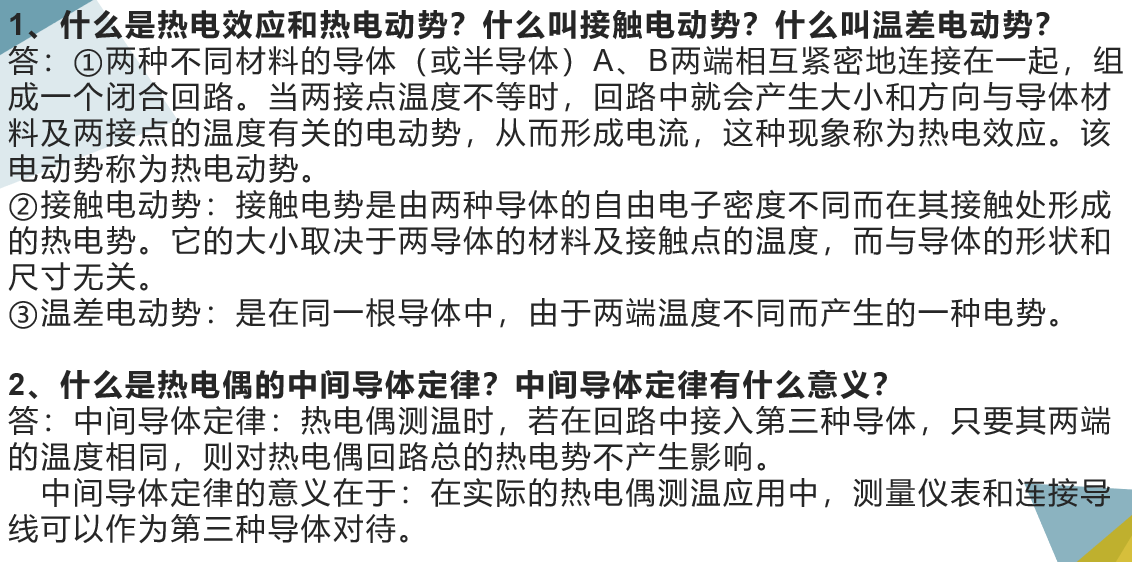 1、什么是热电效应和热电动势？什么叫接触电动势？什么叫温差电动势？
答：①两种不同材料的导体（或半导体）A、B两端相互紧密地连接在一起，组
成一个闭合回路。当两接点温度不等时，回路中就会产生大小和方向与导体材
料及两接点的温度有关的电动势，从而形成电流，这种现象称为热电效应。该
电动势称为热电动势。
②接触电动势：接触电势是由两种导体的自由电子密度不同而在其接触处形成
的热电势。它的大小取决于两导体的材料及接触点的温度，而与导体的形状和
尺寸无关。
③温差电动势：是在同一根导体中，由于两端温度不同而产生的一种电势。
2、什么是热电偶的中间导体定律？中间导体定律有什么意义？
答：中间导体定律：热电偶测温时，若在回路中接入第三种导体，只要其两端
的温度相同，则对热电偶回路总的热电势不产生影响。
中间导体定律的意义在于：在实际的热电偶测温应用中，测量仪表和连接导
线可以作为第三种导体对待。